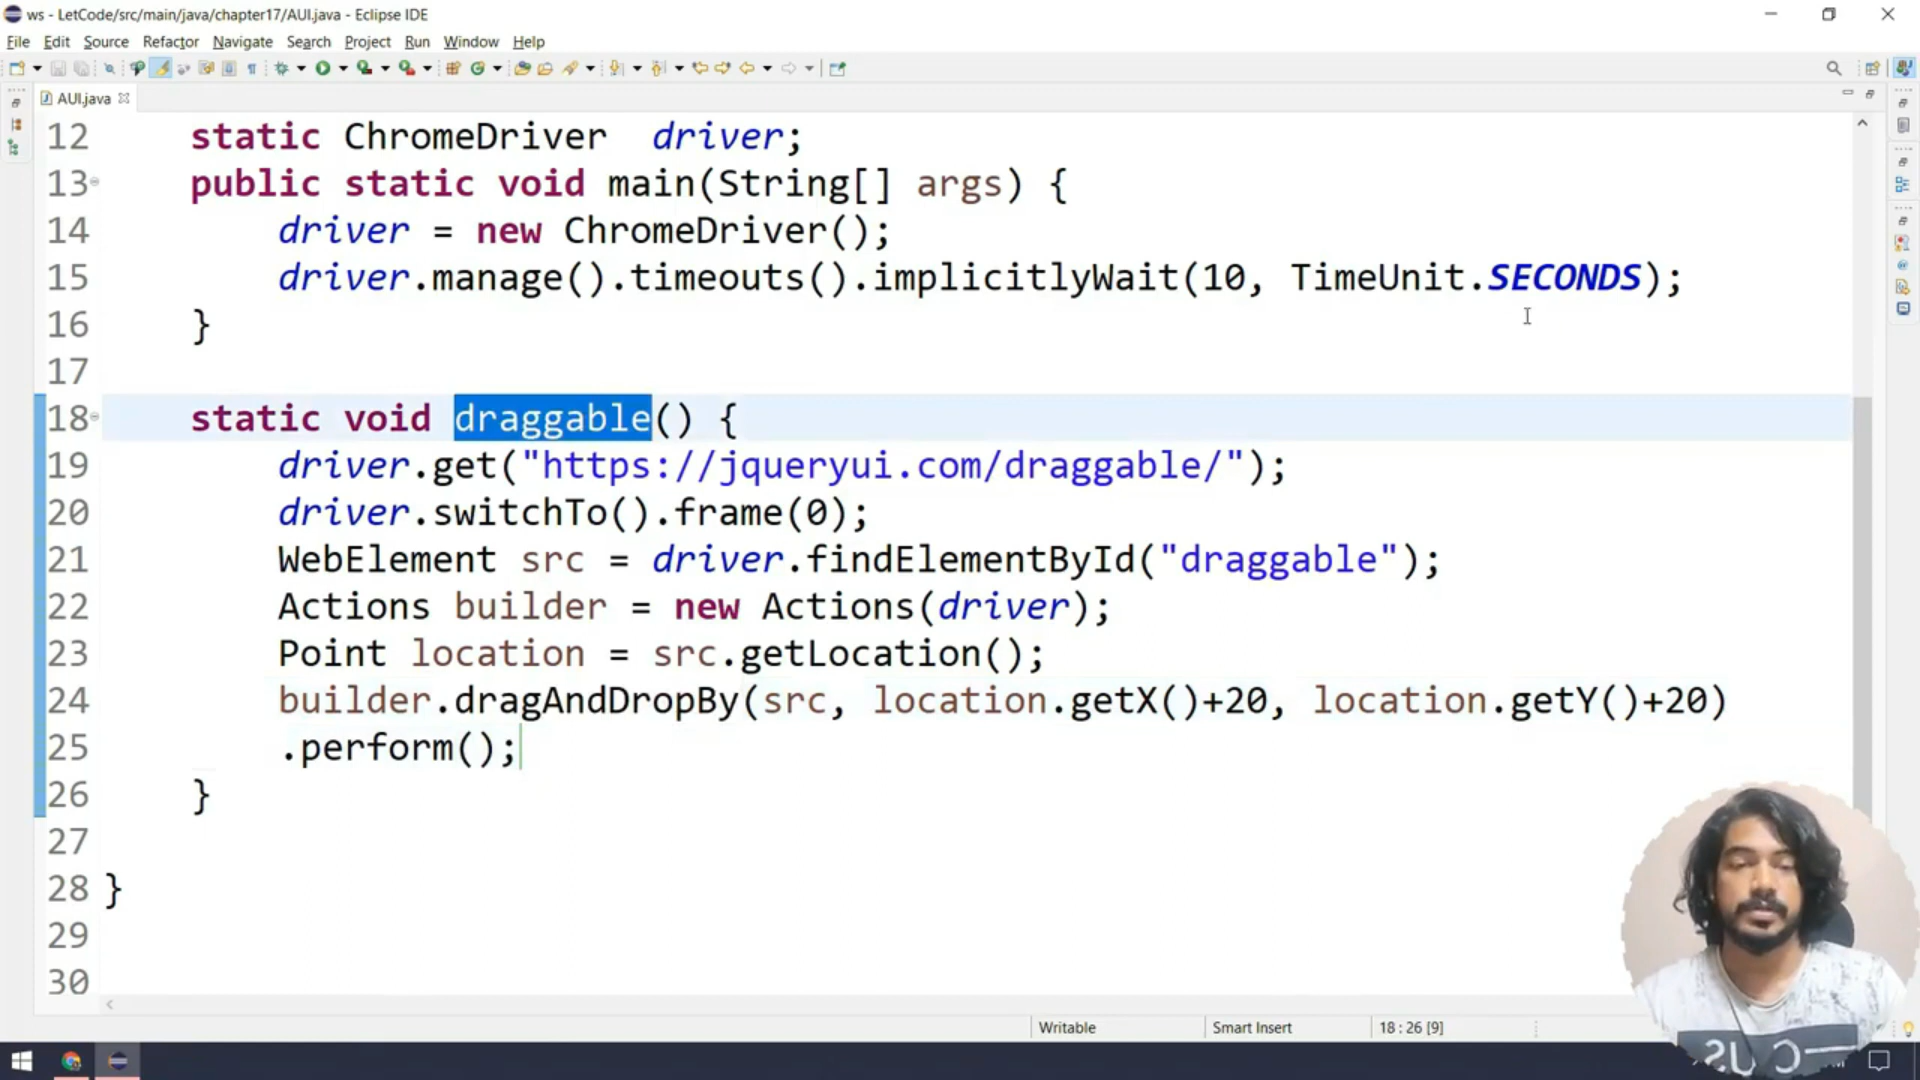 ws - LetCode/src/main/java/chapter17/AUI.java - Eclipse IDE
File Edit Source Refactor Navigate Search Project Run Window Help
AUI.java
12 static ChromeDriver  driver;
13 public static void main(String[] args) {
14 driver = new ChromeDriver();
15 driver.manage().timeouts().implicitlyWait(10, TimeUnit.SECONDS);
16 }
17
18 static void draggable() {
19 driver.get("https://jqueryui.com/draggable/");
20 driver.switchTo().frame(0);
21 WebElement src = driver.findElementById("draggable");
22 Actions builder = new Actions(driver);
23 Point location = src.getLocation();
24 builder.dragAndDropBy(src, location.getX()+20, location.getY()+20)
25 .perform();
26 }
27
28 }
29
30
Writable Smart Insert 18 : 26 [9]